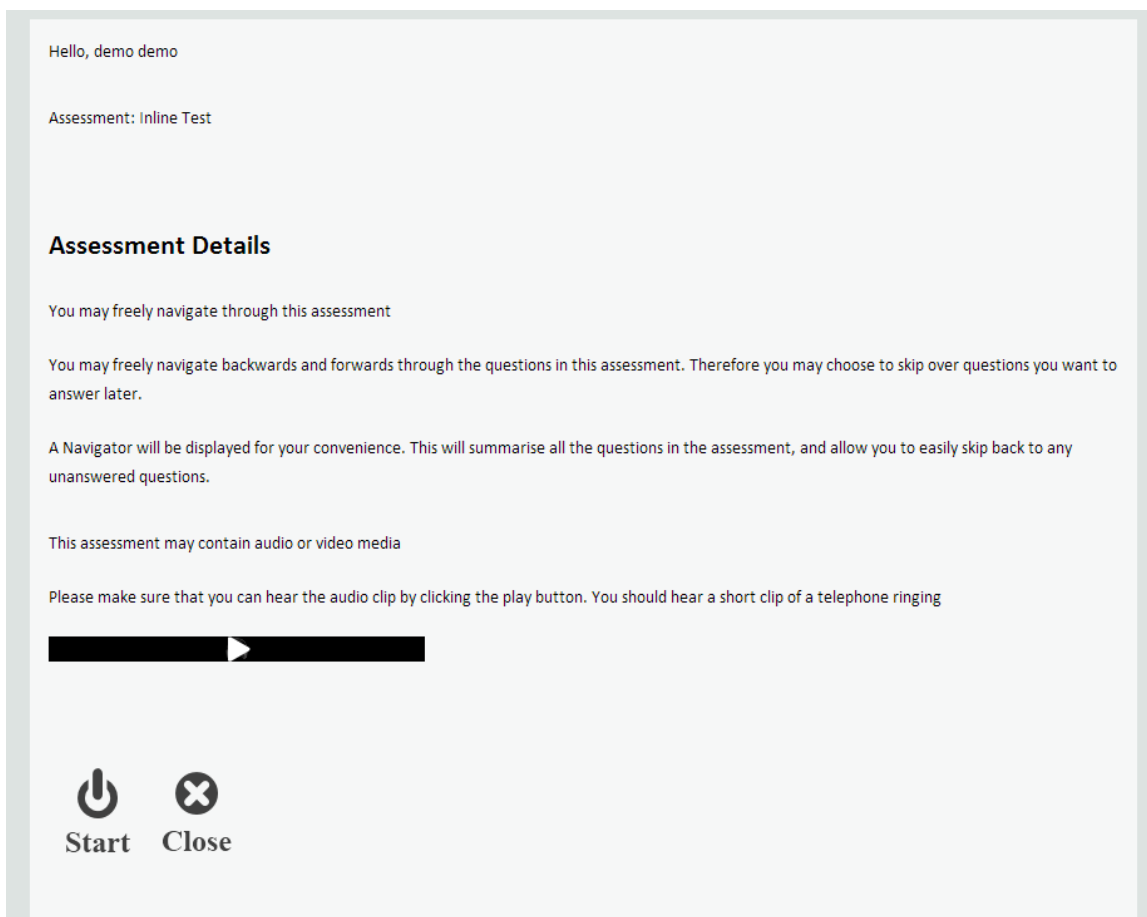 Hello, demo demo
Assessment: Inline Test
Assessment Details
You may freely navigate through this assessment
You may freely navigate backwards and forwards through the questions in this assessment. Therefore you may choose to skip over questions you want to
answer later.
A Navigator will be displayed for your convenience. This will summarise all the questions in the assessment, and allow you to easily skip back to any
unanswered questions.
This assessment may contain audio or video media
Please make sure that you can hear the audio clip by clicking the play button. You should hear a short clip of a telephone ringing
Start Close